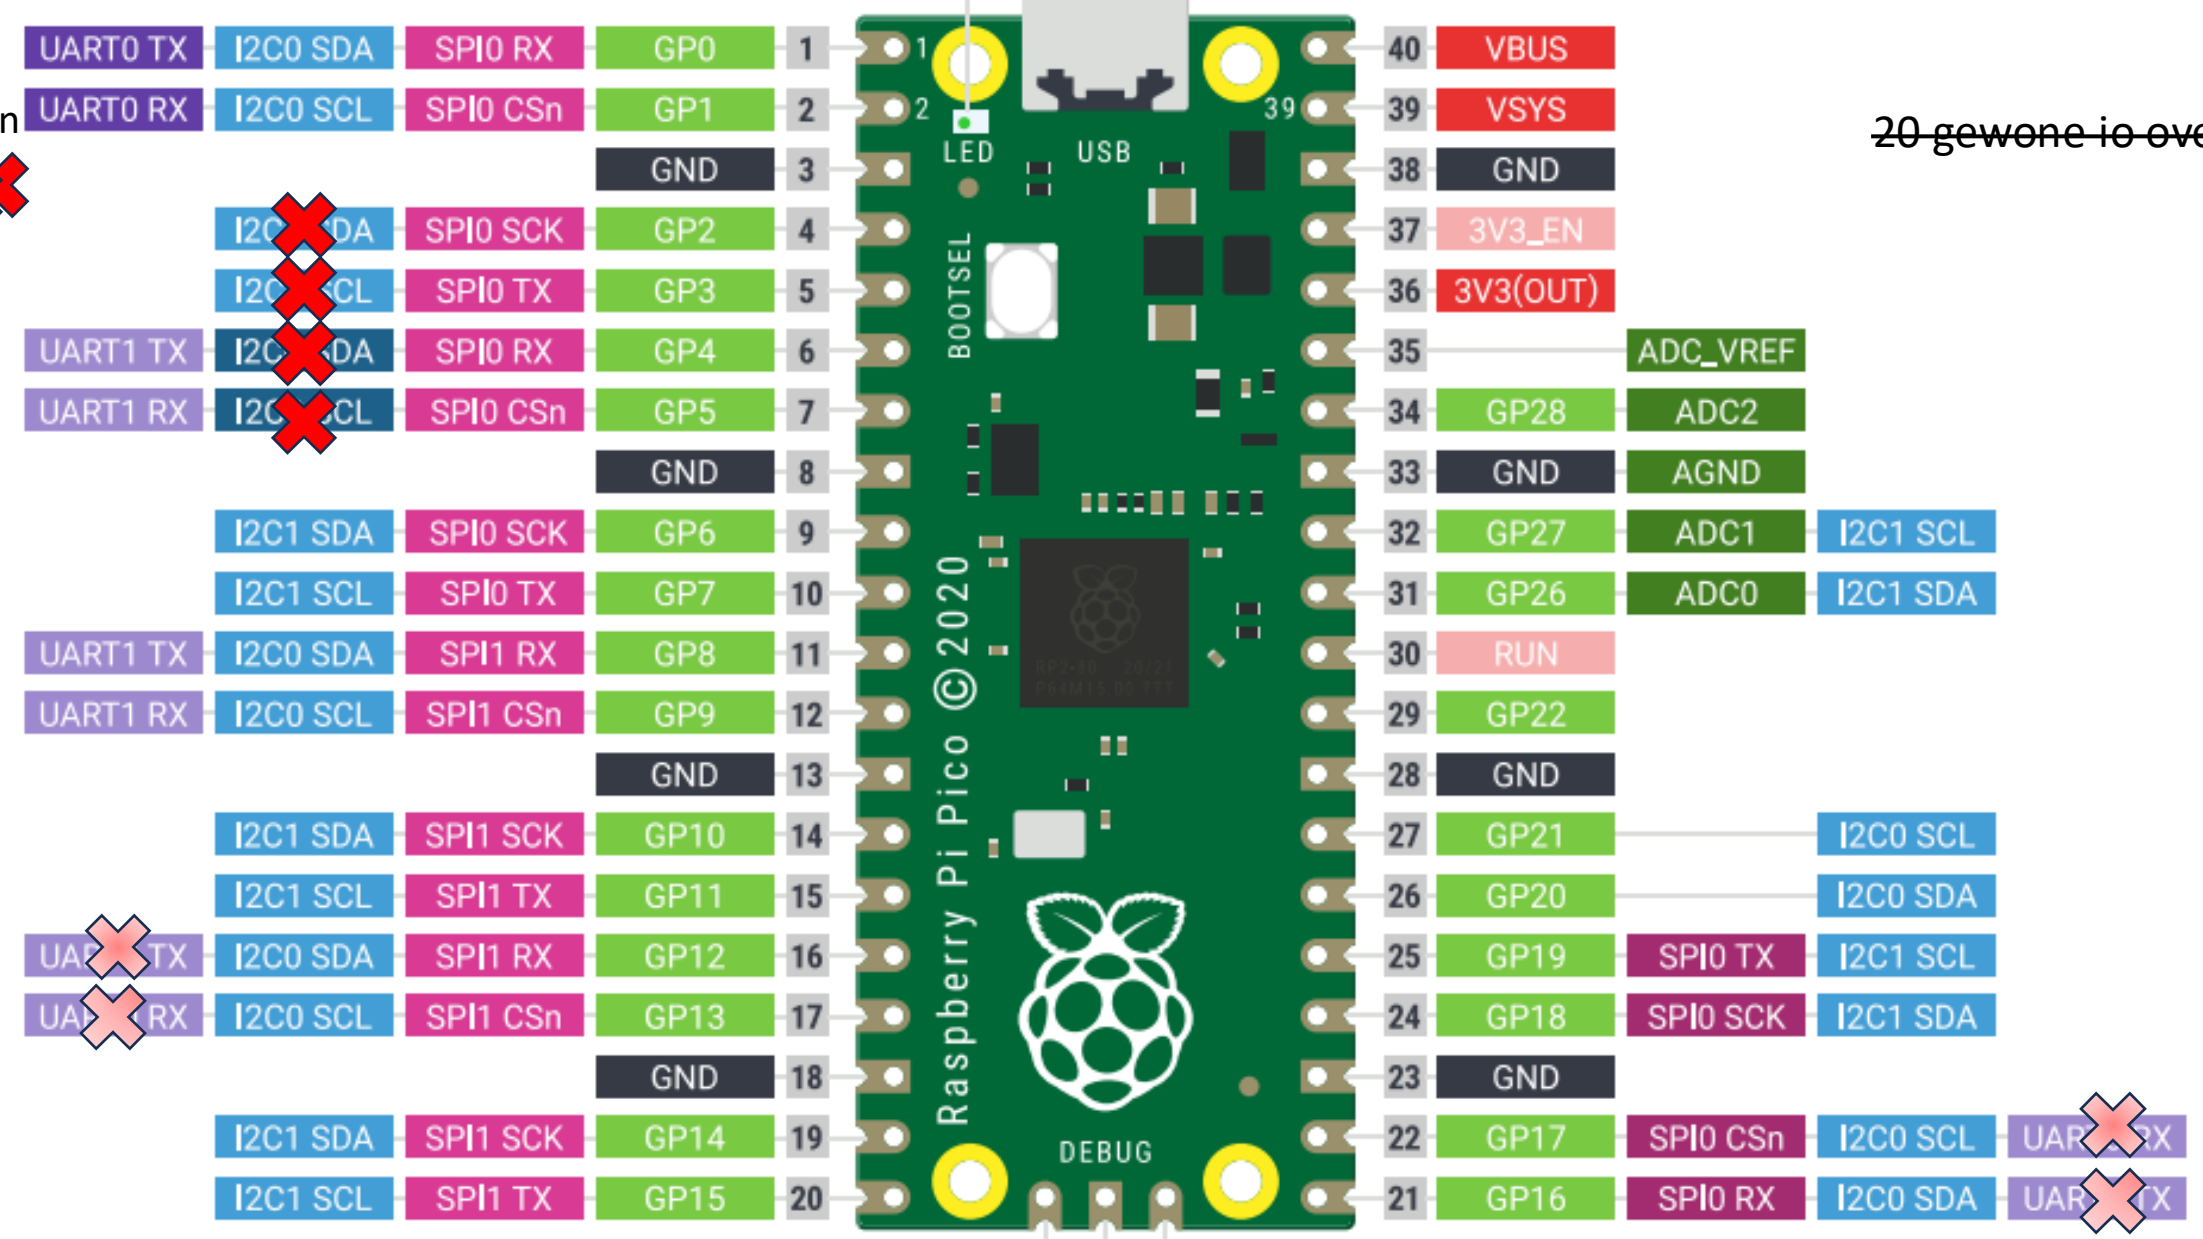 UART0 TX I2C0 SDA SPI0 RX GP0 1 1 40 VBUS
n UART0 RX I2C0 SCL SPI0 CSn GP1 2 2 39 39 VSYS
20 gewone io
LED USB
GND 3 38 GND
SPI0 SCK GP2 4 37 3V3_EN
SPI0 TX GP3 5 BOOTSEL 36 3V3(OUT)
UART1 TX SPI0 RX GP4 6 35 ADC_VREF
UART1 RX SPI0 CSn GP5 7 34 GP28 ADC2
GND 8 33 GND AGND
I2C1 SDA SPI0 SCK GP6 9 32 GP27 ADC1 I2C1 SCL
I2C1 SCL SPI0 TX GP7 10 31 GP26 ADC0 I2C1 SDA
UART1 TX I2C0 SDA SPI1 RX GP8 11 30 RUN
UART1 RX I2C0 SCL SPI1 CSn GP9 12 29 GP22
GND 13 28 GND
I2C1 SDA SPI1 SCK GP10 14 27 GP21 I2C0 SCL
I2C1 SCL SPI1 TX GP11 15 26 GP20 I2C0 SDA
TX I2C0 SDA SPI1 RX GP12 16 25 GP19 SPI0 TX I2C1 SCL
RX I2C0 SCL SPI1 CSn GP13 17 24 GP18 SPI0 SCK I2C1 SDA
Raspberry Pi Pico ©2020
GND 18 23 GND
I2C1 SDA SPI1 SCK GP14 19 DEBUG 22 GP17 SPI0 CSn I2C0 SCL
I2C1 SCL SPI1 TX GP15 20 21 GP16 SPI0 RX I2C0 SDA